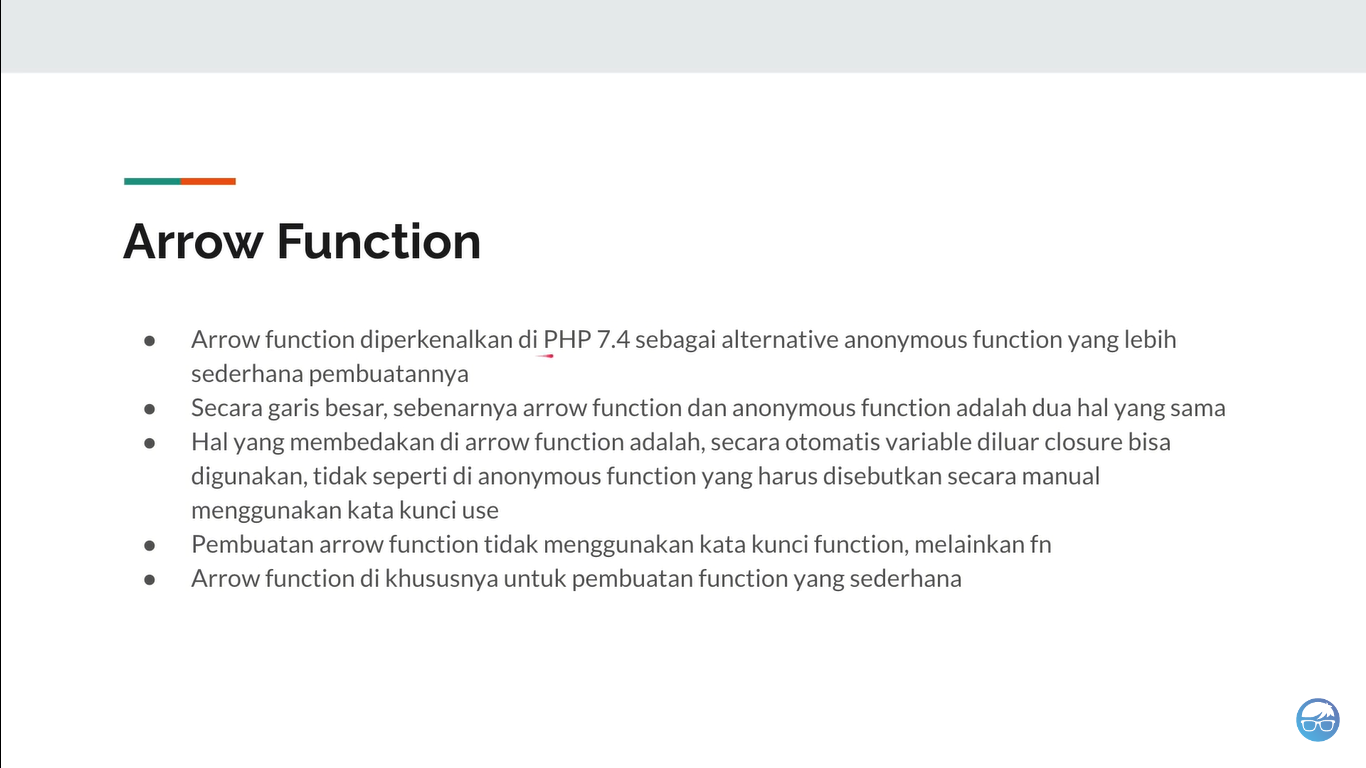 Arrow Function
● Arrow function diperkenalkan di PHP 7.4 sebagai alternative anonymous function yang lebih
sederhana pembuatannya
● Secara garis besar, sebenarnya arrow function dan anonymous function adalah dua hal yang sama
● Hal yang membedakan di arrow function adalah, secara otomatis variable diluar closure bisa
digunakan, tidak seperti di anonymous function yang harus disebutkan secara manual
menggunakan kata kunci use
● Pembuatan arrow function tidak menggunakan kata kunci function, melainkan fn
● Arrow function di khususnya untuk pembuatan function yang sederhana